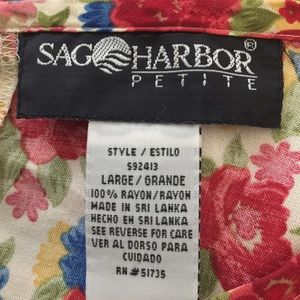 SAG HARBOR®
PETITE
STYLE / ESTILO
S92413
LARGE/GRANDE
100% RAYON/RAYON
MADE IN SRI LANKA
HECHO EN SRI LANKA
SEE REVERSE FOR CARE
VER AL DORSO PARA
CUIDADO
RN #51735